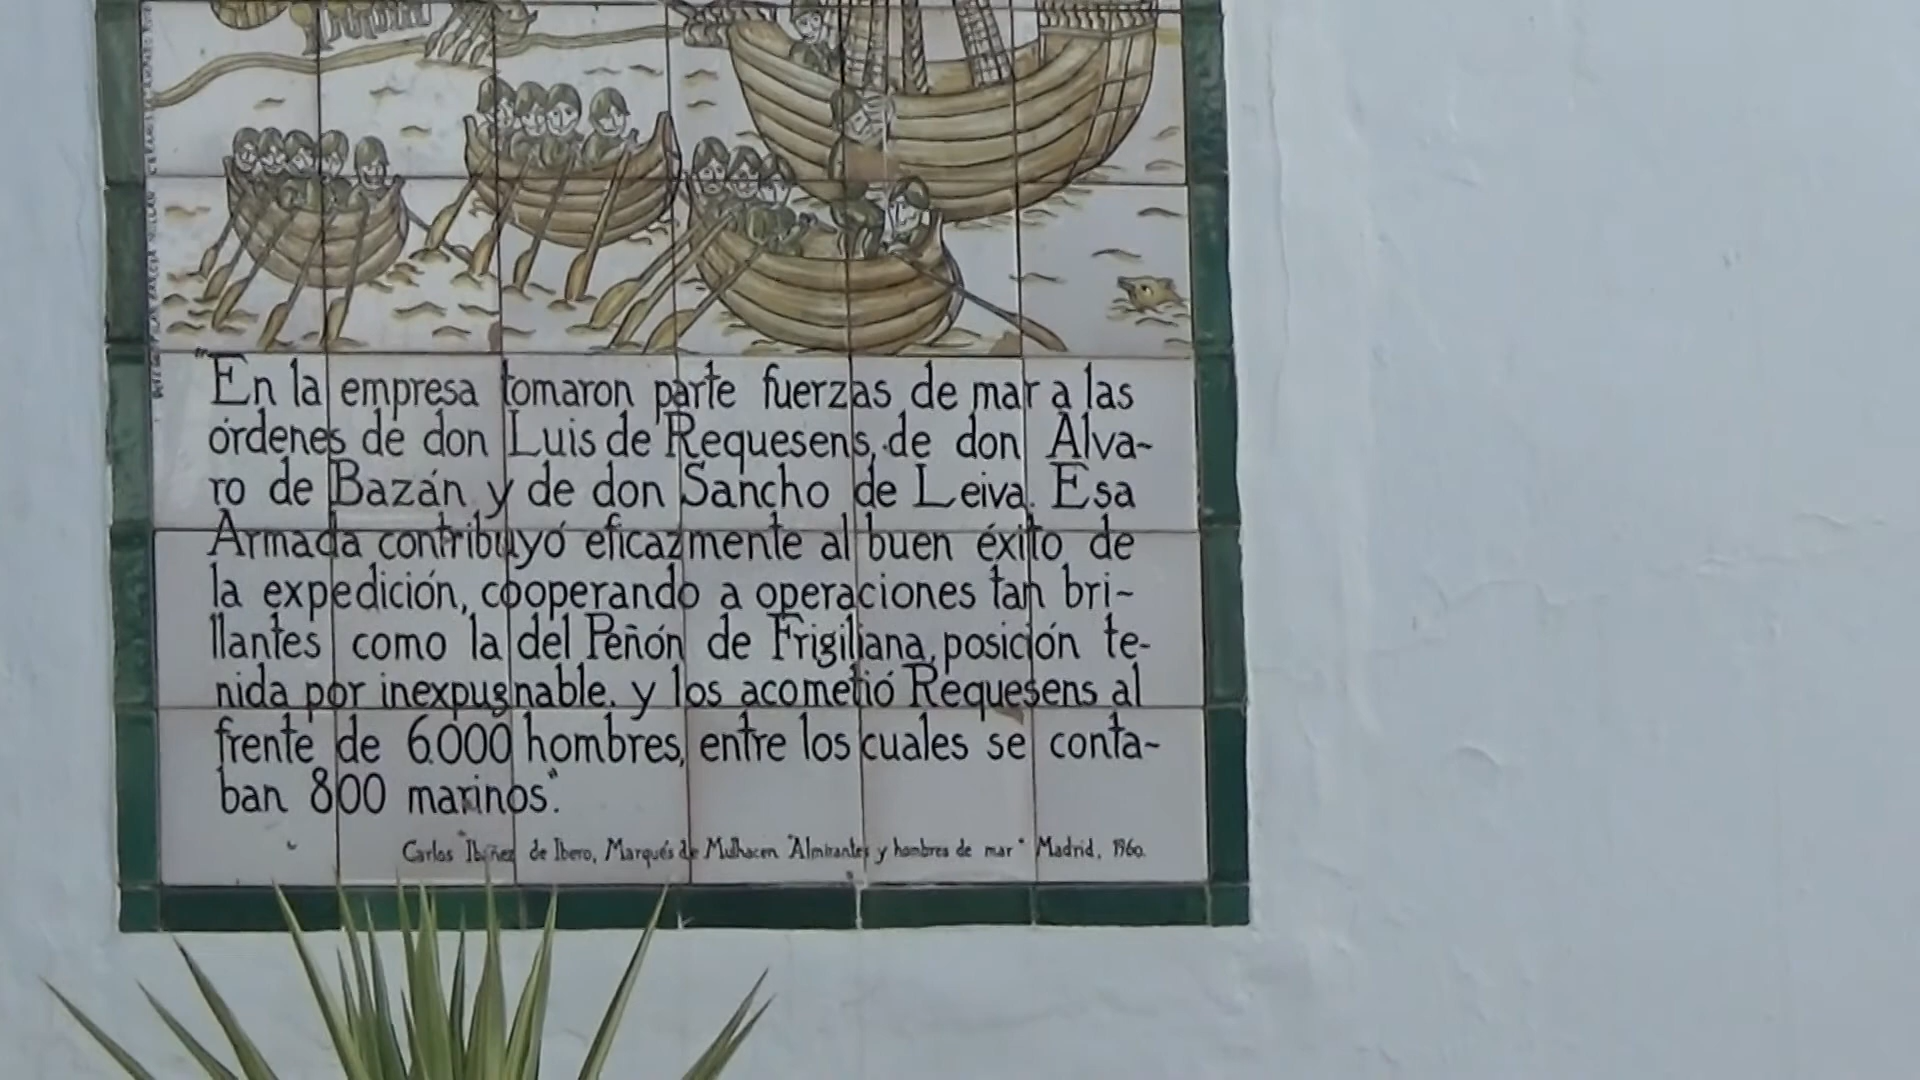 "En la empresa tomaron parte fuerzas de mar a las
órdenes de don Luis de Requesens, de don Alva~
ro de Bazán y de don Sancho de Leiva. Esa
Armada contribuyó eficazmente al buen éxito de
la expedición, cooperando a operaciones tan bri~
llantes como la del Peñón de Frigiliana, posición te-
nida por inexpugnable, y los acometió Requesens al
frente de 6.000 hombres, entre los cuales se conta~
ban 800 marinos".
Carlos Ibáñez de Ibero, Marqués de Mulhacen "Almirantes y hombres de mar" Madrid, 1960.